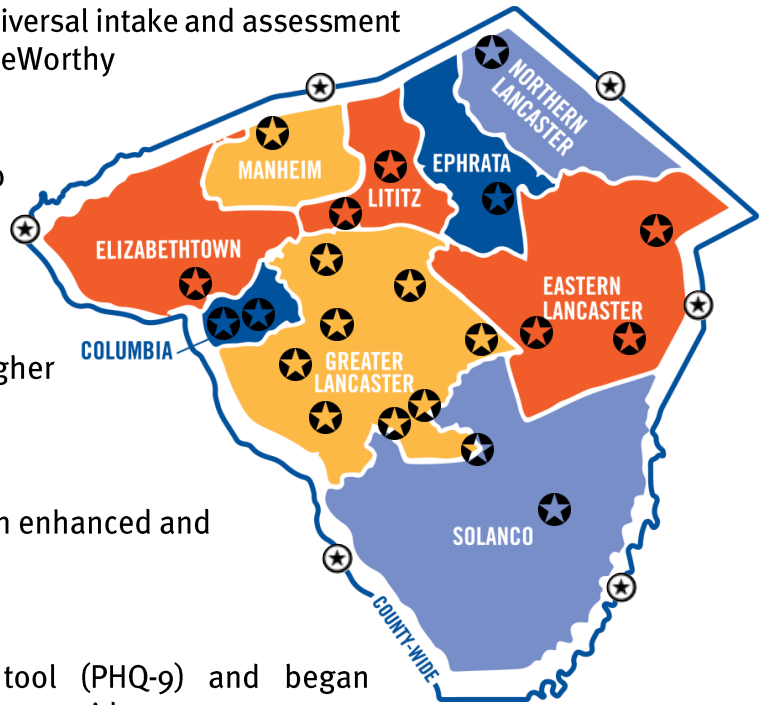 iversal intake and assessment
eWorthy
o
gher
n enhanced and
tool (PHQ-9) and began
NORTHERN
LANCASTER
EPHRATA
MANHEIM
LITITZ
ELIZABETHTOWN
EASTERN
LANCASTER
COLUMBIA
GREATER
LANCASTER
SOLANCO
COUNTY-WIDE